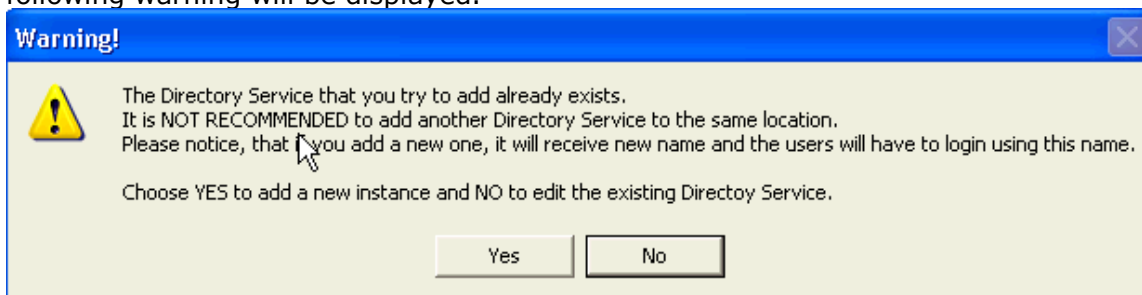 following warning will be displayed:
Warning!
The Directory Service that you try to add already exists.
It is NOT RECOMMENDED to add another Directory Service to the same location.
Please notice, that if you add a new one, it will receive new name and the users will have to login using this name.
Choose YES to add a new instance and NO to edit the existing Directoy Service.
Yes
No